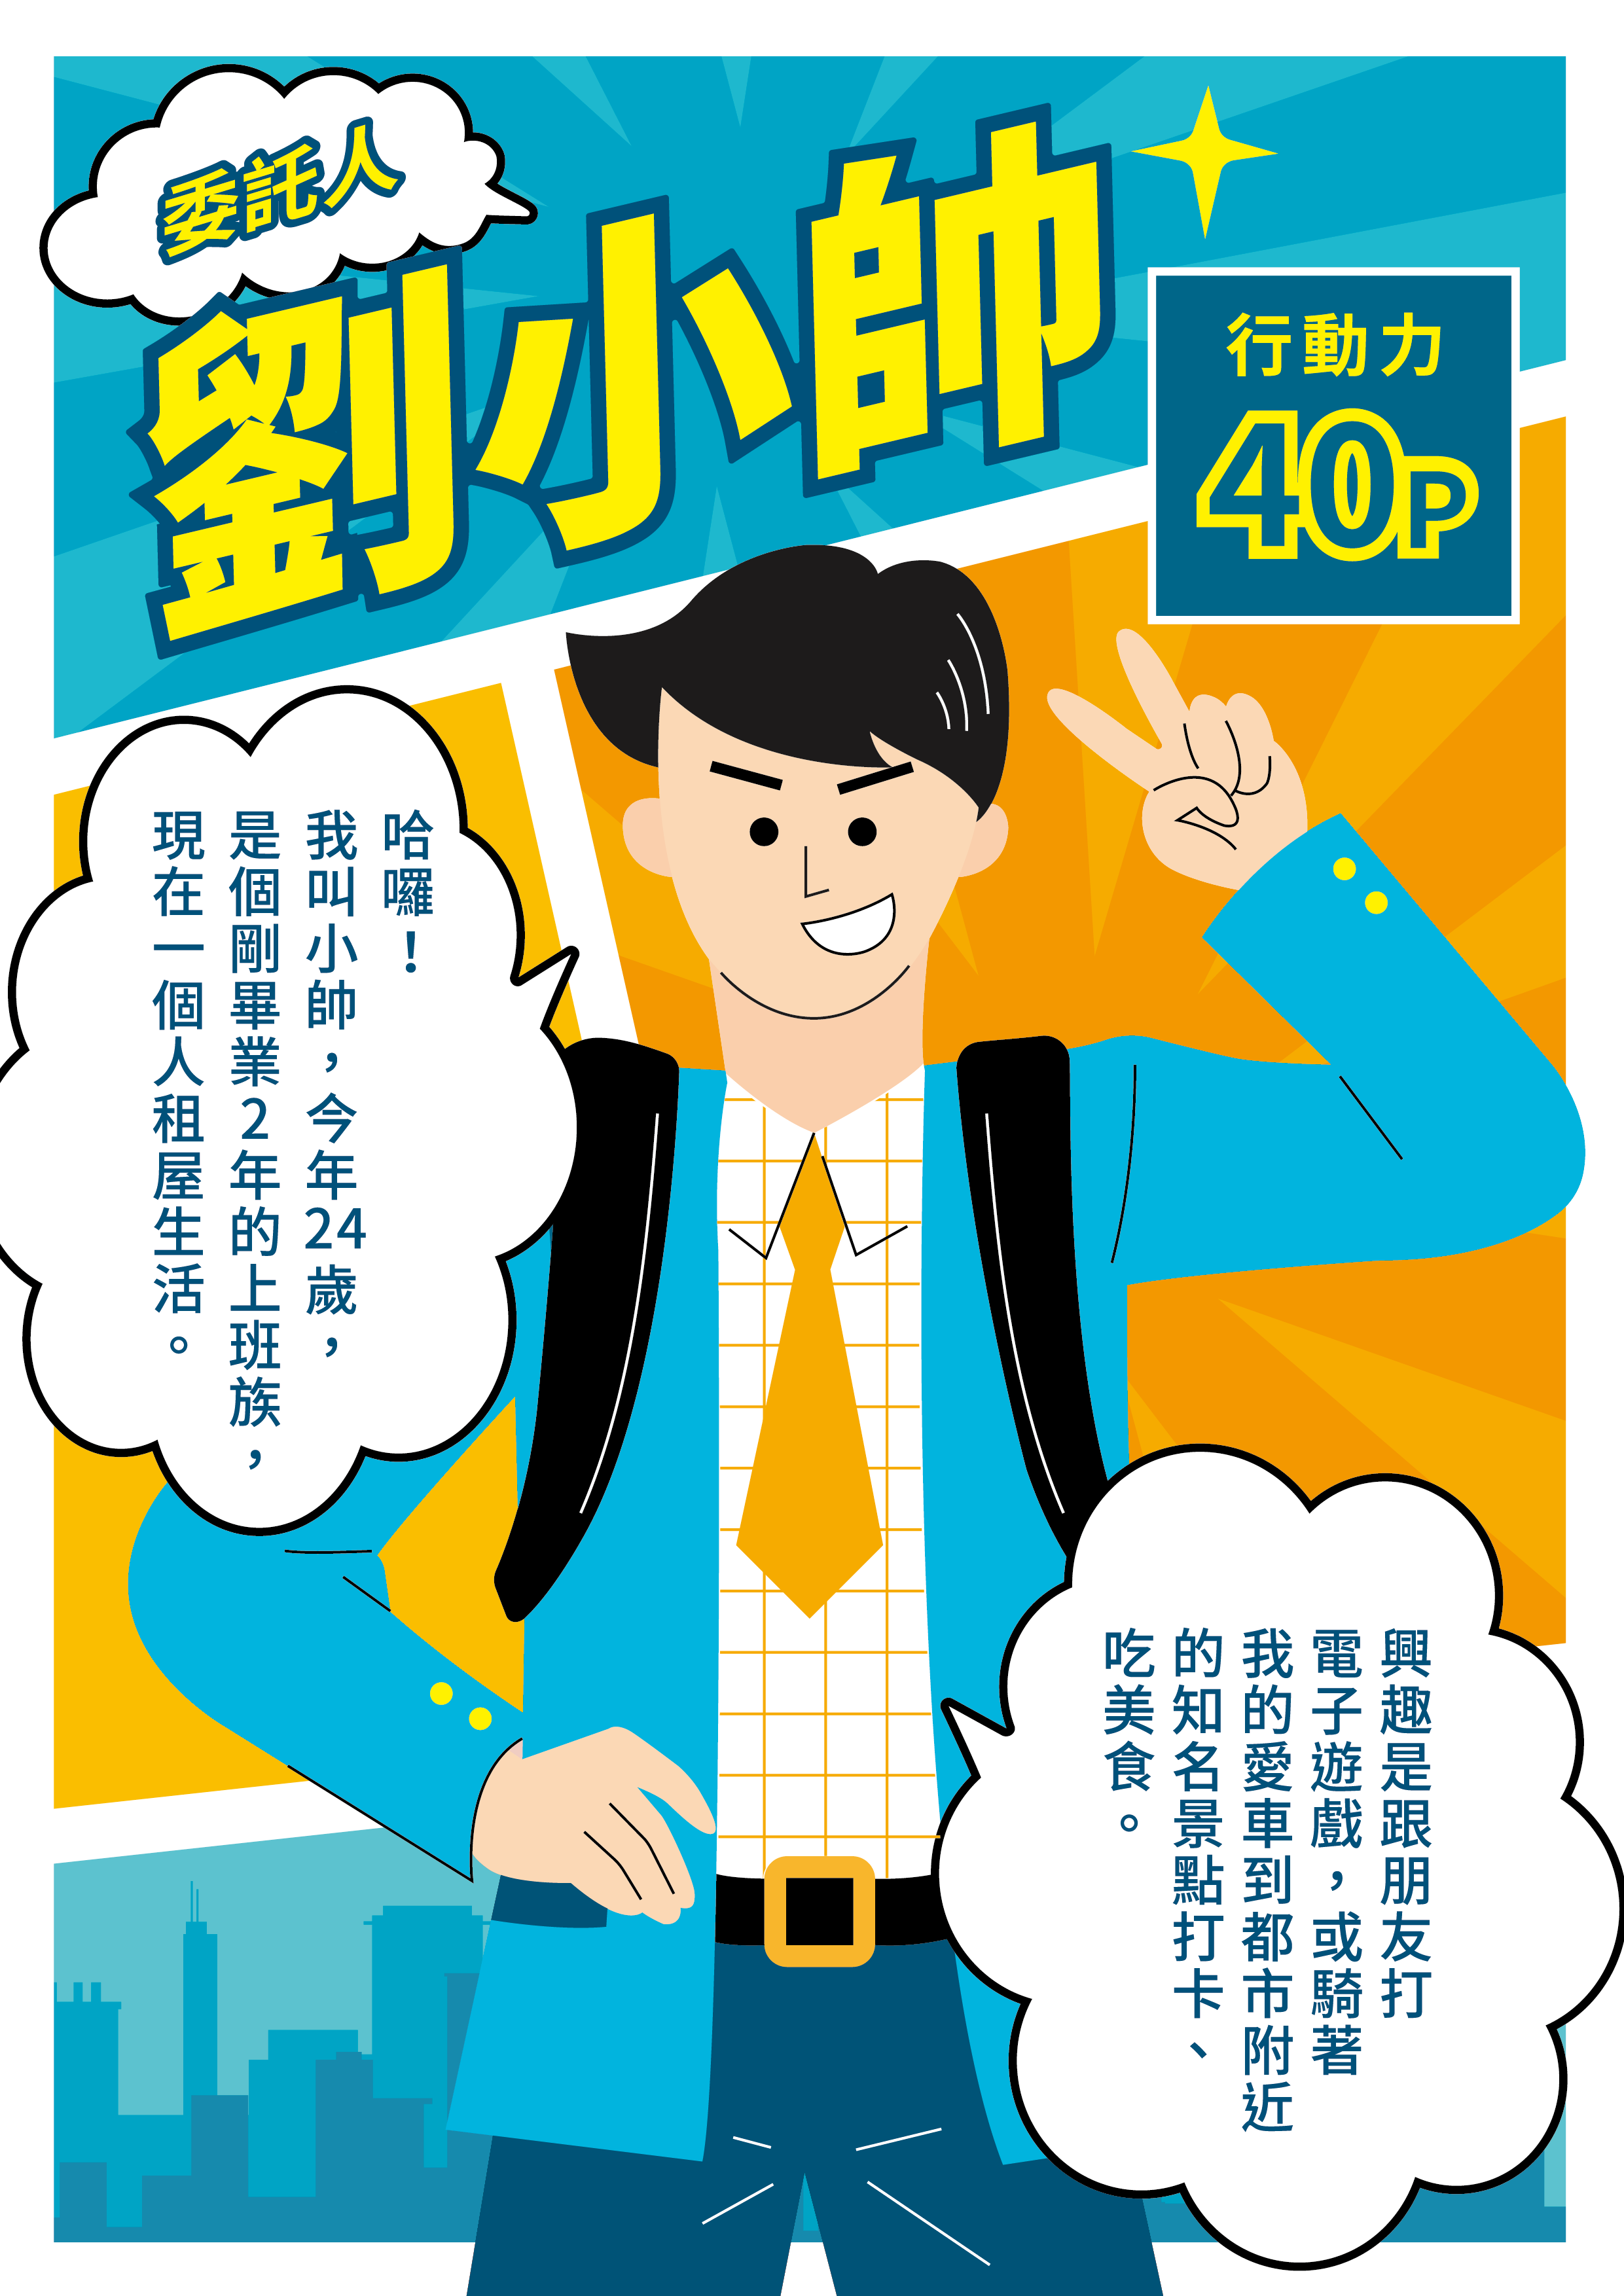 委託人
劉小帥
行動力
40P
哈囉！
我叫小帥，今年24歲，
是個剛畢業2年的上班族，
現在一個人租屋生活。
興趣是跟朋友打
電子遊戲，或騎著
我的愛車到都市附近
的知名景點打卡、
吃美食。